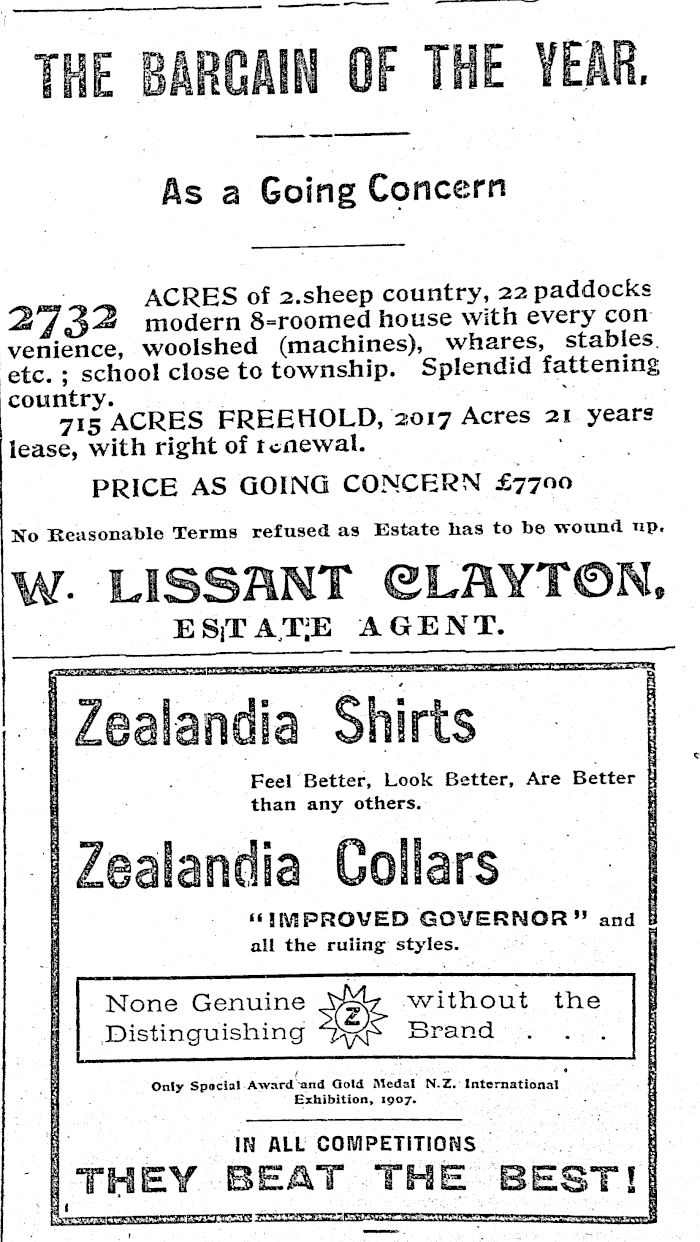 THE BARGAIN OF THE YEAR.
As a Going Concern
2732 ACRES of 2.sheep country, 22 paddocks
modern 8=roomed house with every con
venience, woolshed (machines), whares, stables
etc. ; school close to township. Splendid fattening
country.
715 ACRES FREEHOLD, 2017 Acres 21 years
lease, with right of renewal.
PRICE AS GOING CONCERN £7700
No Reasonable Terms refused as Estate has to be wound up.
W. LISSANT CLAYTON,
ESTATE AGENT.
Zealandia Shirts
Feel Better, Look Better, Are Better
than any others.
Zealandia Collars
"IMPROVED GOVERNOR" and
all the ruling styles.
None Genuine Z without the
Distinguishing Brand . . .
Only Special Award and Gold Medal N.Z. International
Exhibition, 1907.
IN ALL COMPETITIONS
THEY BEAT THE BEST!